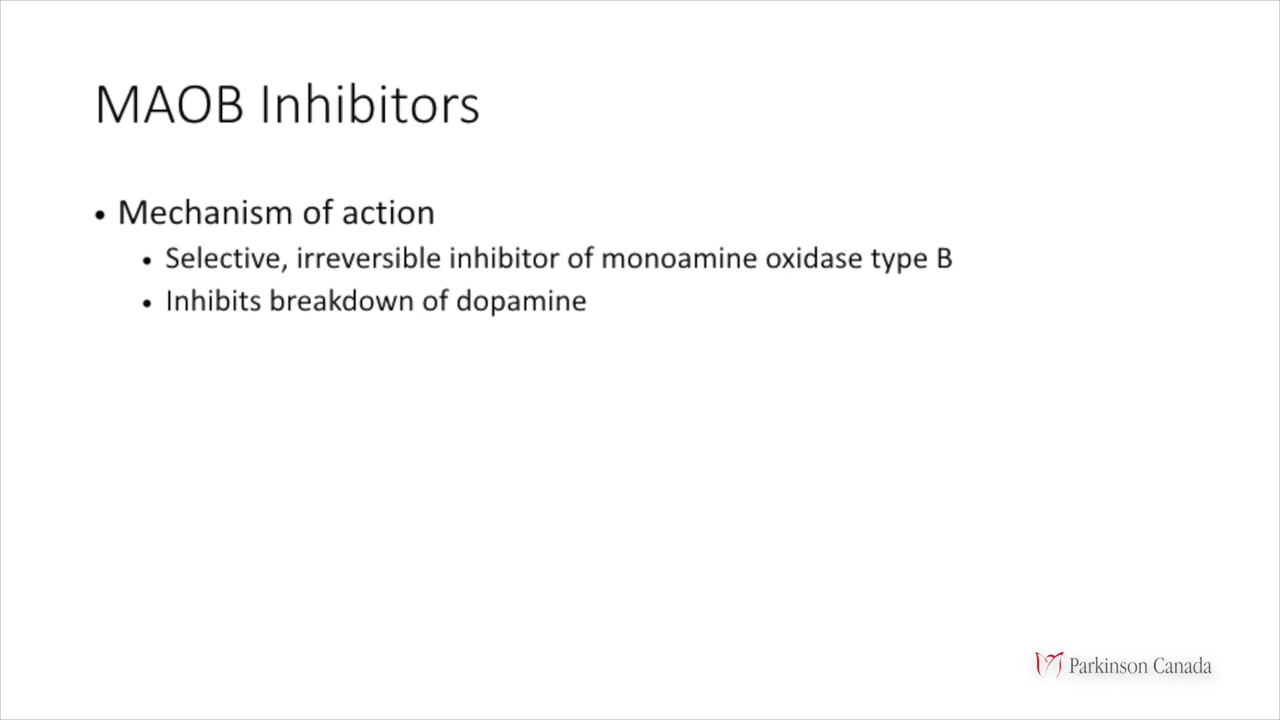 MAOB Inhibitors
• Mechanism of action
• Selective, irreversible inhibitor of monoamine oxidase type B
• Inhibits breakdown of dopamine
Parkinson Canada